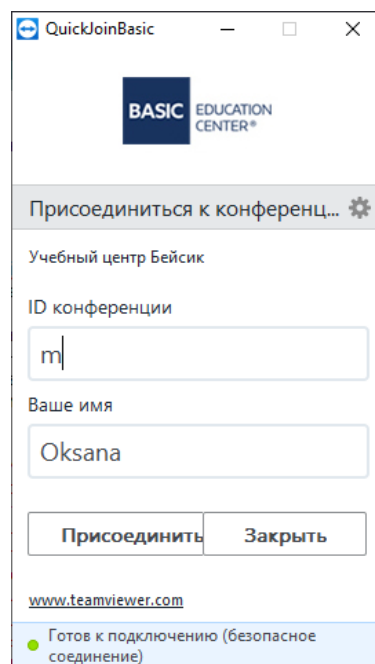 QuickJoinBasic
BASIC EDUCATION
CENTER®
Присоединиться к конференц...
Учебный центр Бейсик
ID конференции
m
Ваше имя
Oksana
Присоединить Закрыть
www.teamviewer.com
Готов к подключению (безопасное
соединение)